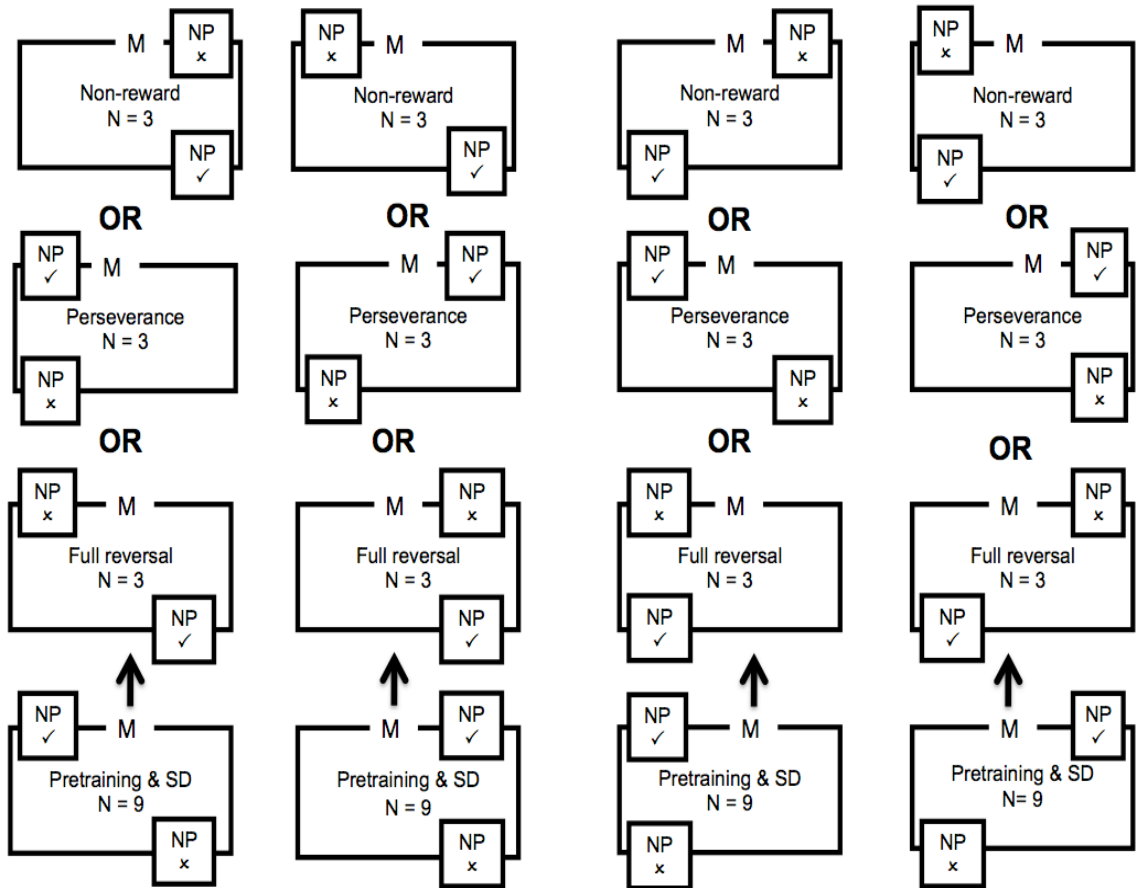 M
NP
×
Non-reward
N = 3
NP
✓
NP
×
M
Non-reward
N = 3
NP
✓
M
NP
×
Non-reward
N = 3
NP
✓
NP
×
M
Non-reward
N = 3
NP
✓
OR
OR
OR
OR
NP
✓
M
Perseverance
N = 3
NP
×
M
NP
✓
Perseverance
N = 3
NP
×
NP
✓
M
Perseverance
N = 3
NP
×
M
NP
✓
Perseverance
N = 3
NP
×
OR
OR
OR
OR
NP
×
M
Full reversal
N = 3
NP
✓
M
NP
×
Full reversal
N = 3
NP
✓
NP
×
M
Full reversal
N = 3
NP
✓
M
NP
×
Full reversal
N = 3
NP
✓
NP
✓
M
Pretraining & SD
N = 9
NP
×
M
NP
✓
Pretraining & SD
N = 9
NP
×
NP
✓
M
Pretraining & SD
N = 9
NP
×
M
NP
✓
Pretraining & SD
N= 9
NP
×